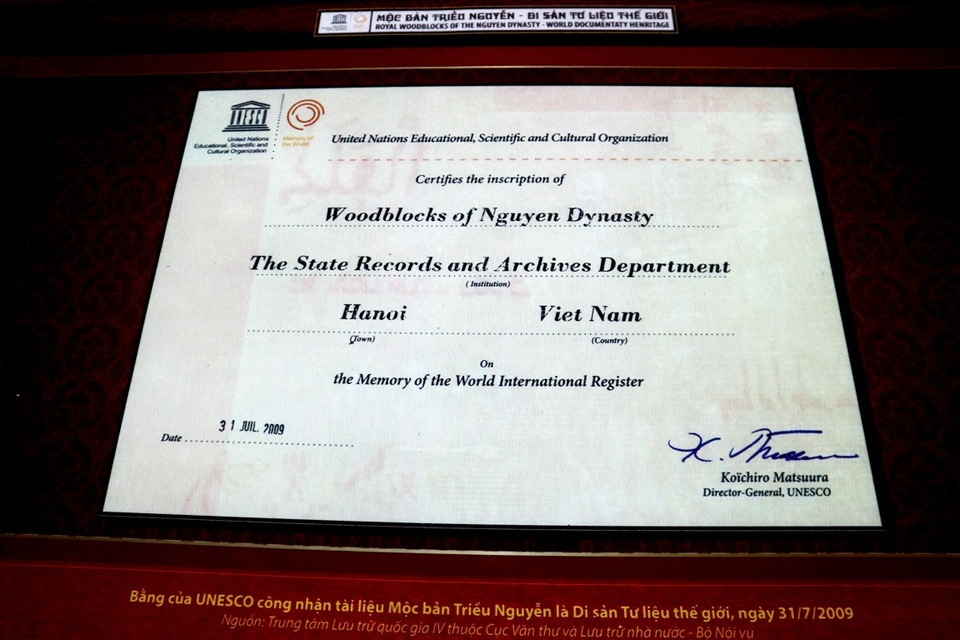 MỘC BẢN TRIỀU NGUYỄN - DI SẢN TƯ LIỆU THẾ GIỚI
ROYAL WOODBLOCKS OF THE NGUYEN DYNASTY - WORLD DOCUMENTATY HENRITAGE
UNESCO
United Nations
Educational, Scientific and
Cultural Organization
Memory of
the World
United Nations Educational, Scientific and Cultural Organization
Certifies the inscription of
Woodblocks of Nguyen Dynasty
The State Records and Archives Department
(Institution)
Hanoi Viet Nam
(Town) (Country)
On
the Memory of the World International Register
Date 31 JUIL. 2009
Koïchiro Matsuura
Director-General, UNESCO
Bằng của UNESCO công nhận tài liệu Mộc bản Triều Nguyễn là Di sản Tư liệu thế giới, ngày 31/7/2009
Nguồn: Trung tâm Lưu trữ quốc gia IV thuộc Cục Văn thư và Lưu trữ nhà nước - Bộ Nội vụ